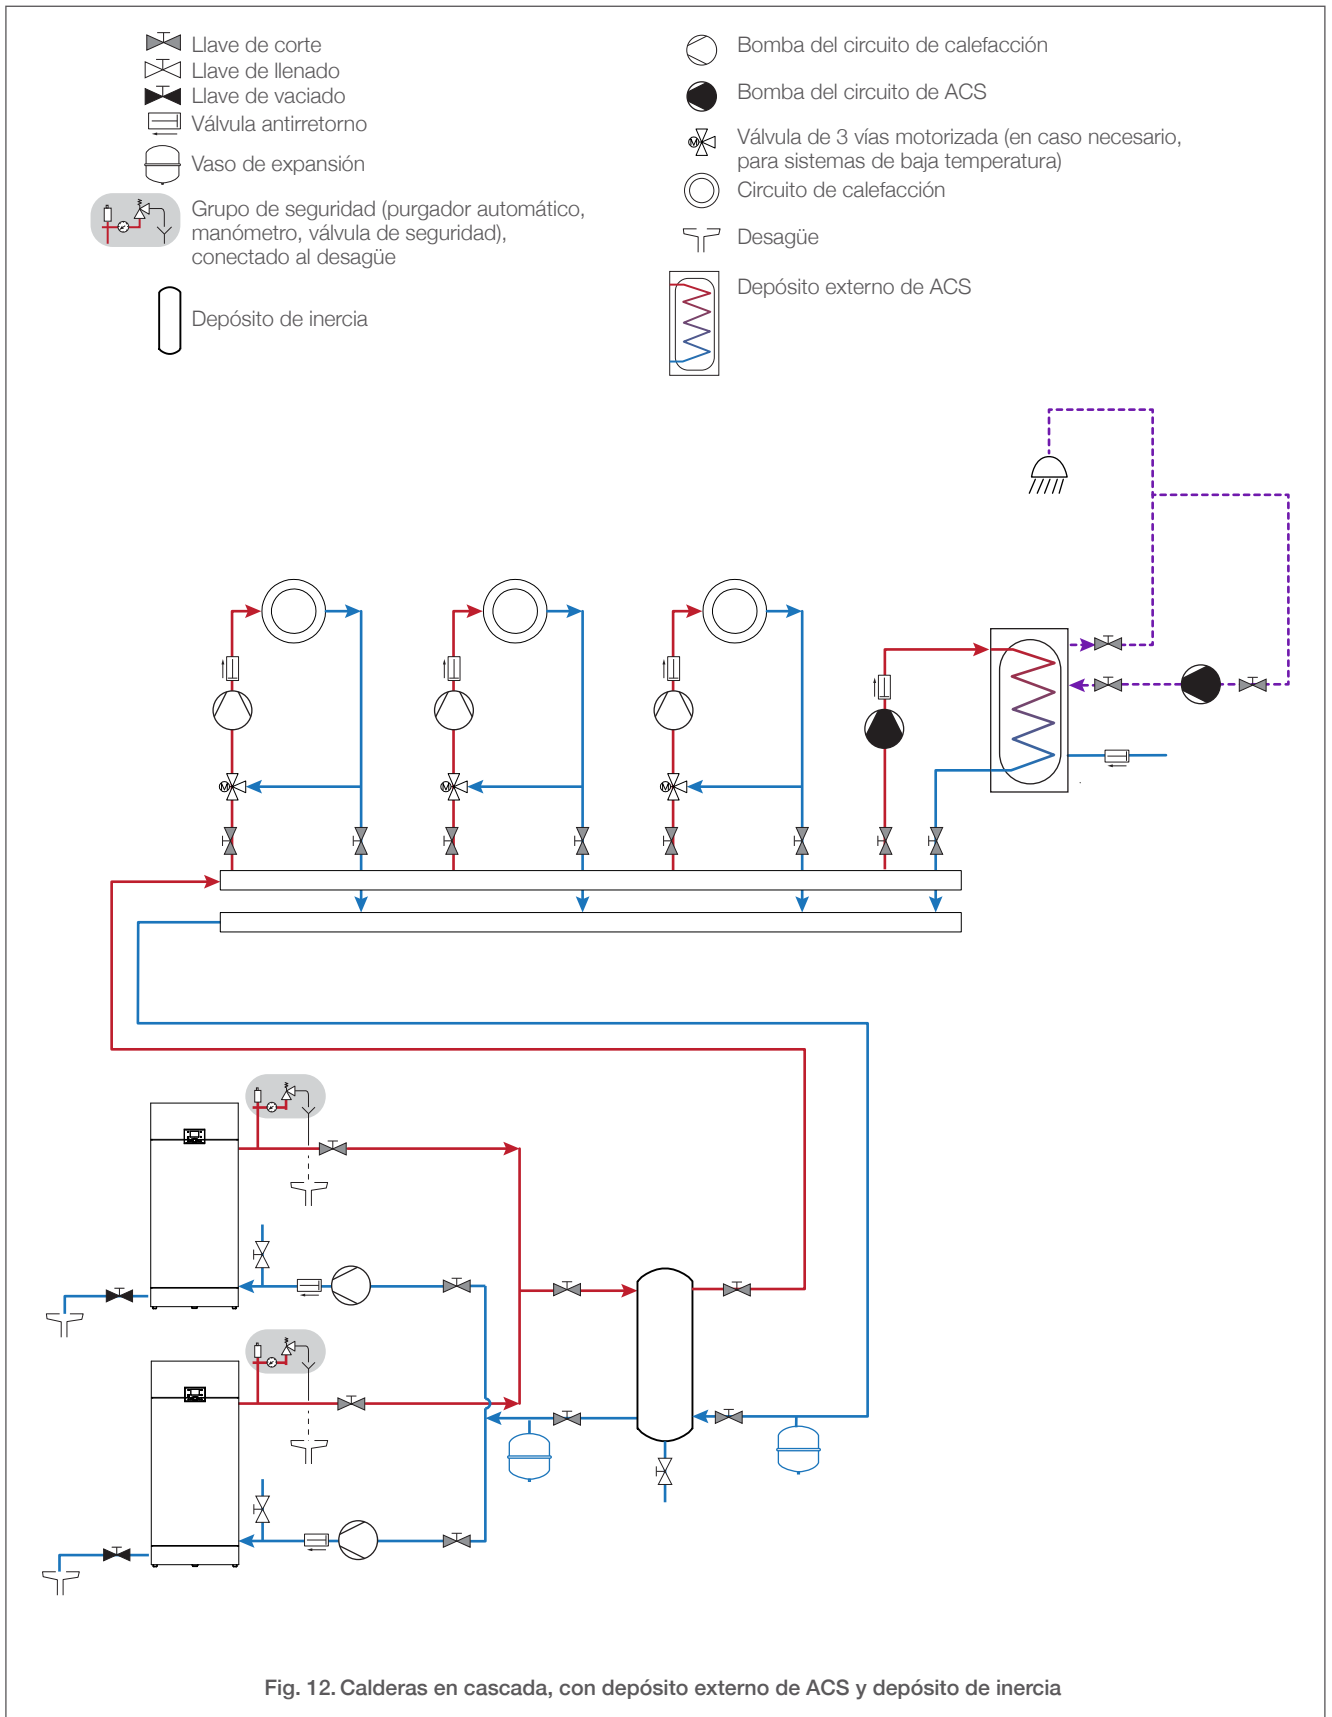 Llave de corte
Llave de llenado
Llave de vaciado
Válvula antirretorno
Vaso de expansión
Grupo de seguridad (purgador automático,
manómetro, válvula de seguridad),
conectado al desagüe
Depósito de inercia
Bomba del circuito de calefacción
Bomba del circuito de ACS
M
Válvula de 3 vías motorizada (en caso necesario,
para sistemas de baja temperatura)
Circuito de calefacción
Desagüe
Depósito externo de ACS
M
M
M
Fig. 12. Calderas en cascada, con depósito externo de ACS y depósito de inercia